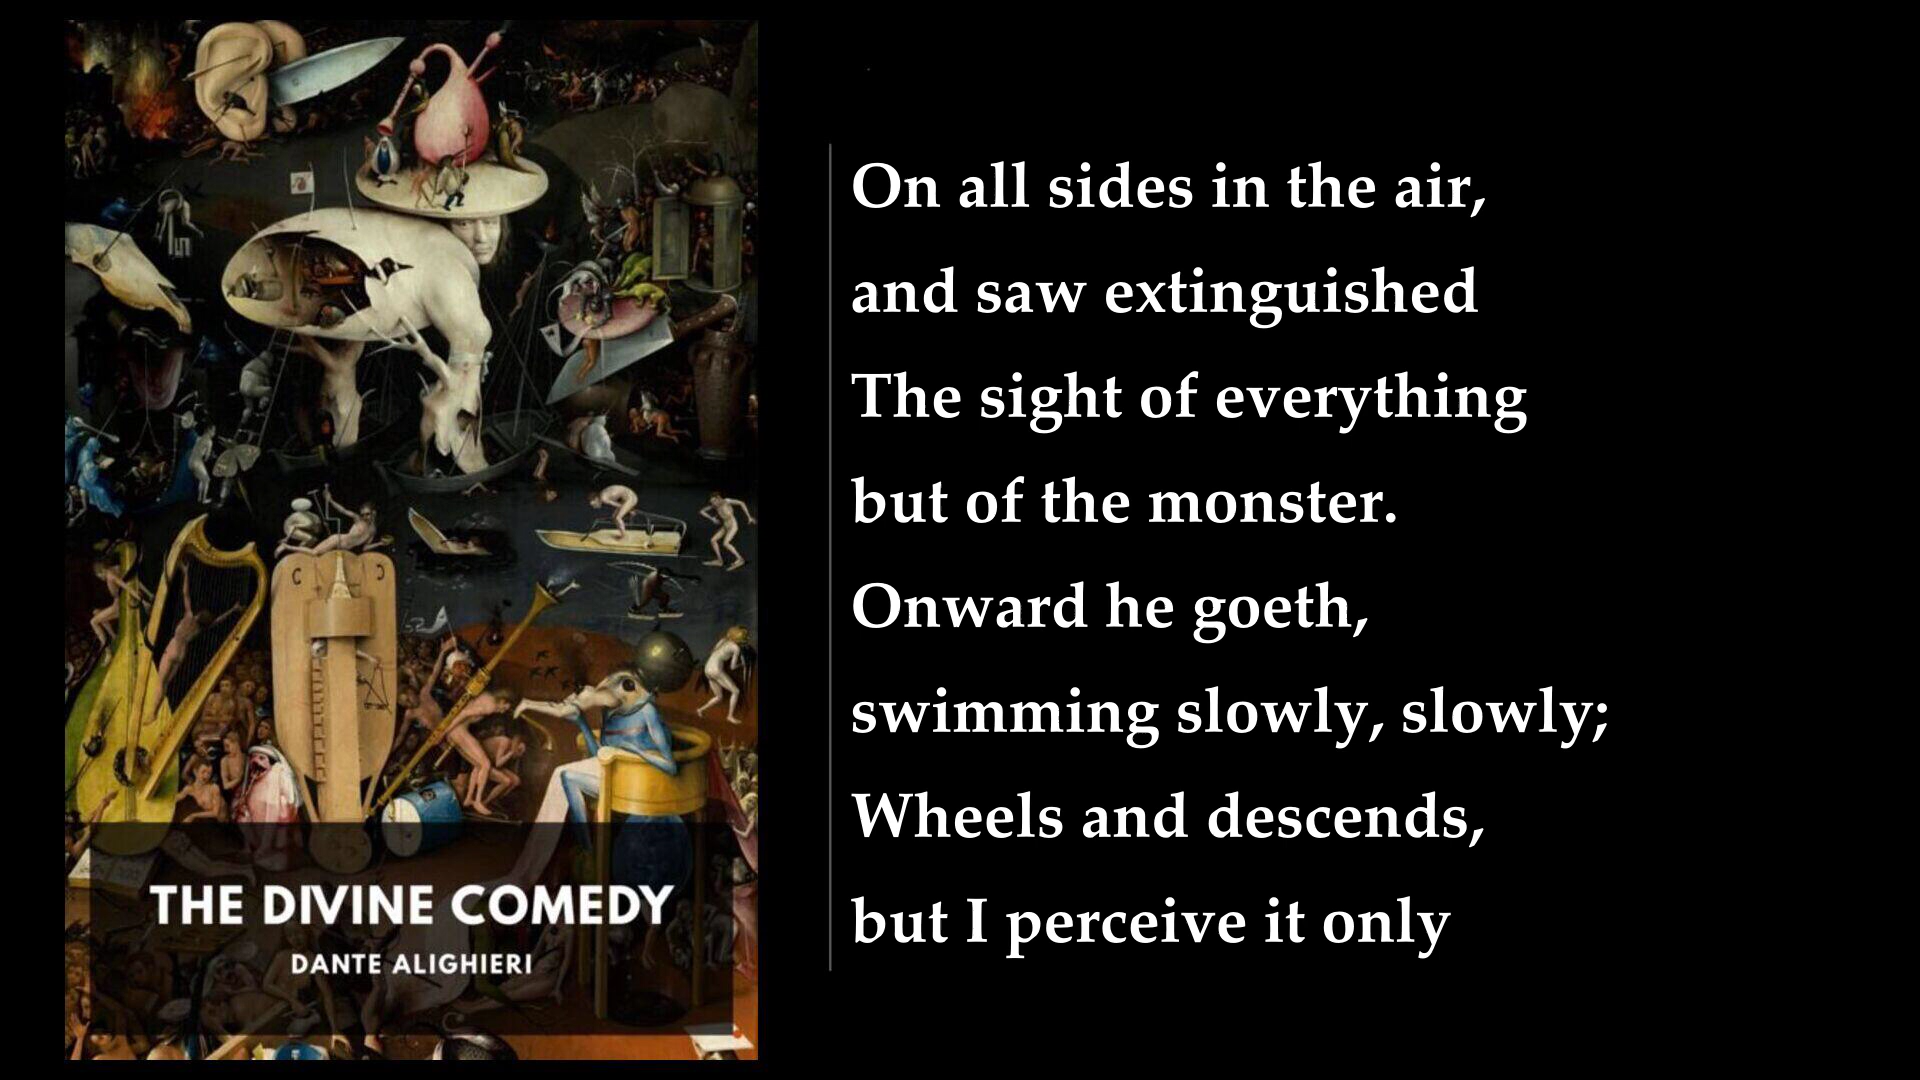 On all sides in the air,
and saw extinguished
The sight of everything
but of the monster.
Onward he goeth,
swimming slowly, slowly;
Wheels and descends,
but I perceive it only
THE DIVINE COMEDY
DANTE ALIGHIERI